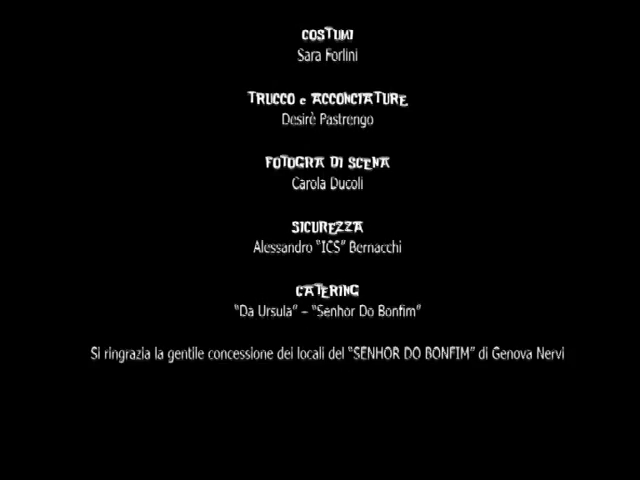 COSTUMI
Sara Forlini
TRUCCO e ACCONCIATURE
Desirè Pastrengo
FOTOGRA DI SCENA
Carola Ducoli
SICUREZZA
Alessandro "ICS" Bernacchi
CATERING
"Da Ursula" – "Senhor Do Bonfim"
Si ringrazia la gentile concessione dei locali del "SENHOR DO BONFIM" di Genova Nervi